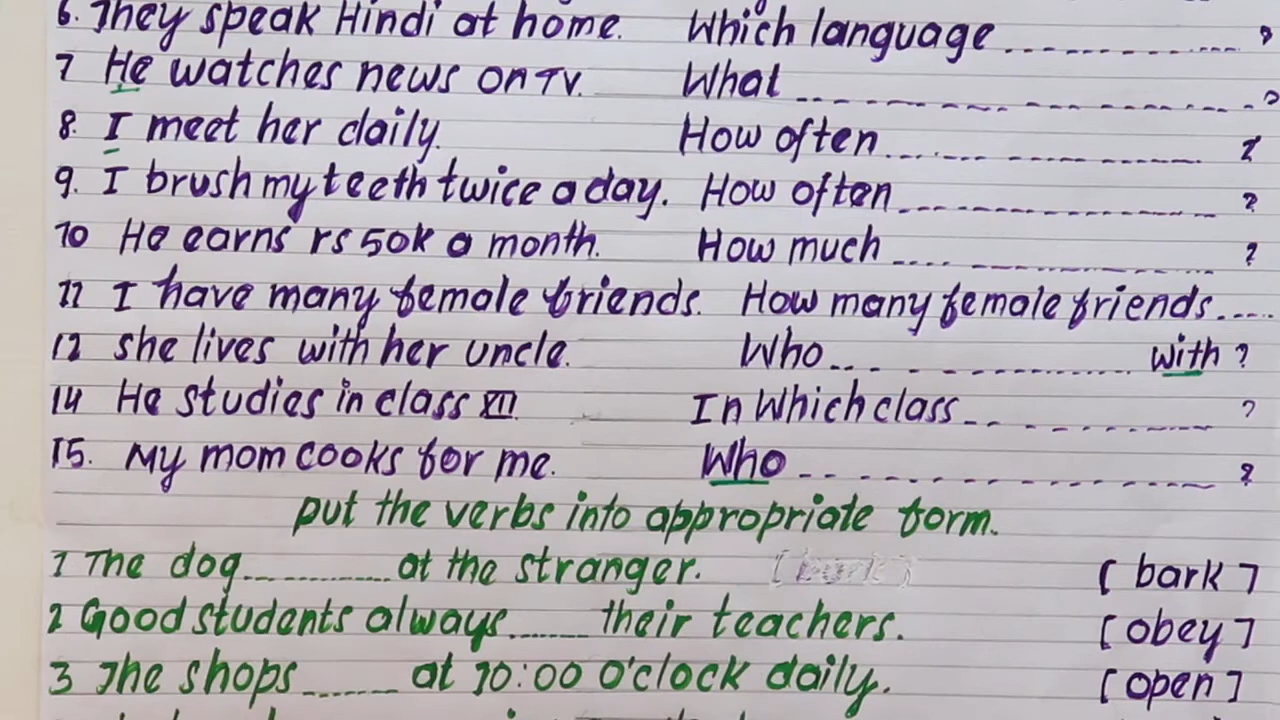 6. They speak Hindi at home. Which language ..................?
7 He watches news on TV. What ..................?
8. I meet her daily. How often ..................?
9. I brush my teeth twice a day. How often ..................?
10 He earns rs 50k a month. How much ..................?
11 I have many female friends. How many female friends.....
12 she lives with her uncle. Who .................. with?
14 He studies in class XII. In Which class ..................?
15. My mom cooks for me. Who ..................?
put the verbs into appropriate form.
1 The dog............. at the stranger. [bark]
2 Good students always....... their teachers. [obey]
3 The shops ....... at 10:00 O'clock daily. [open]